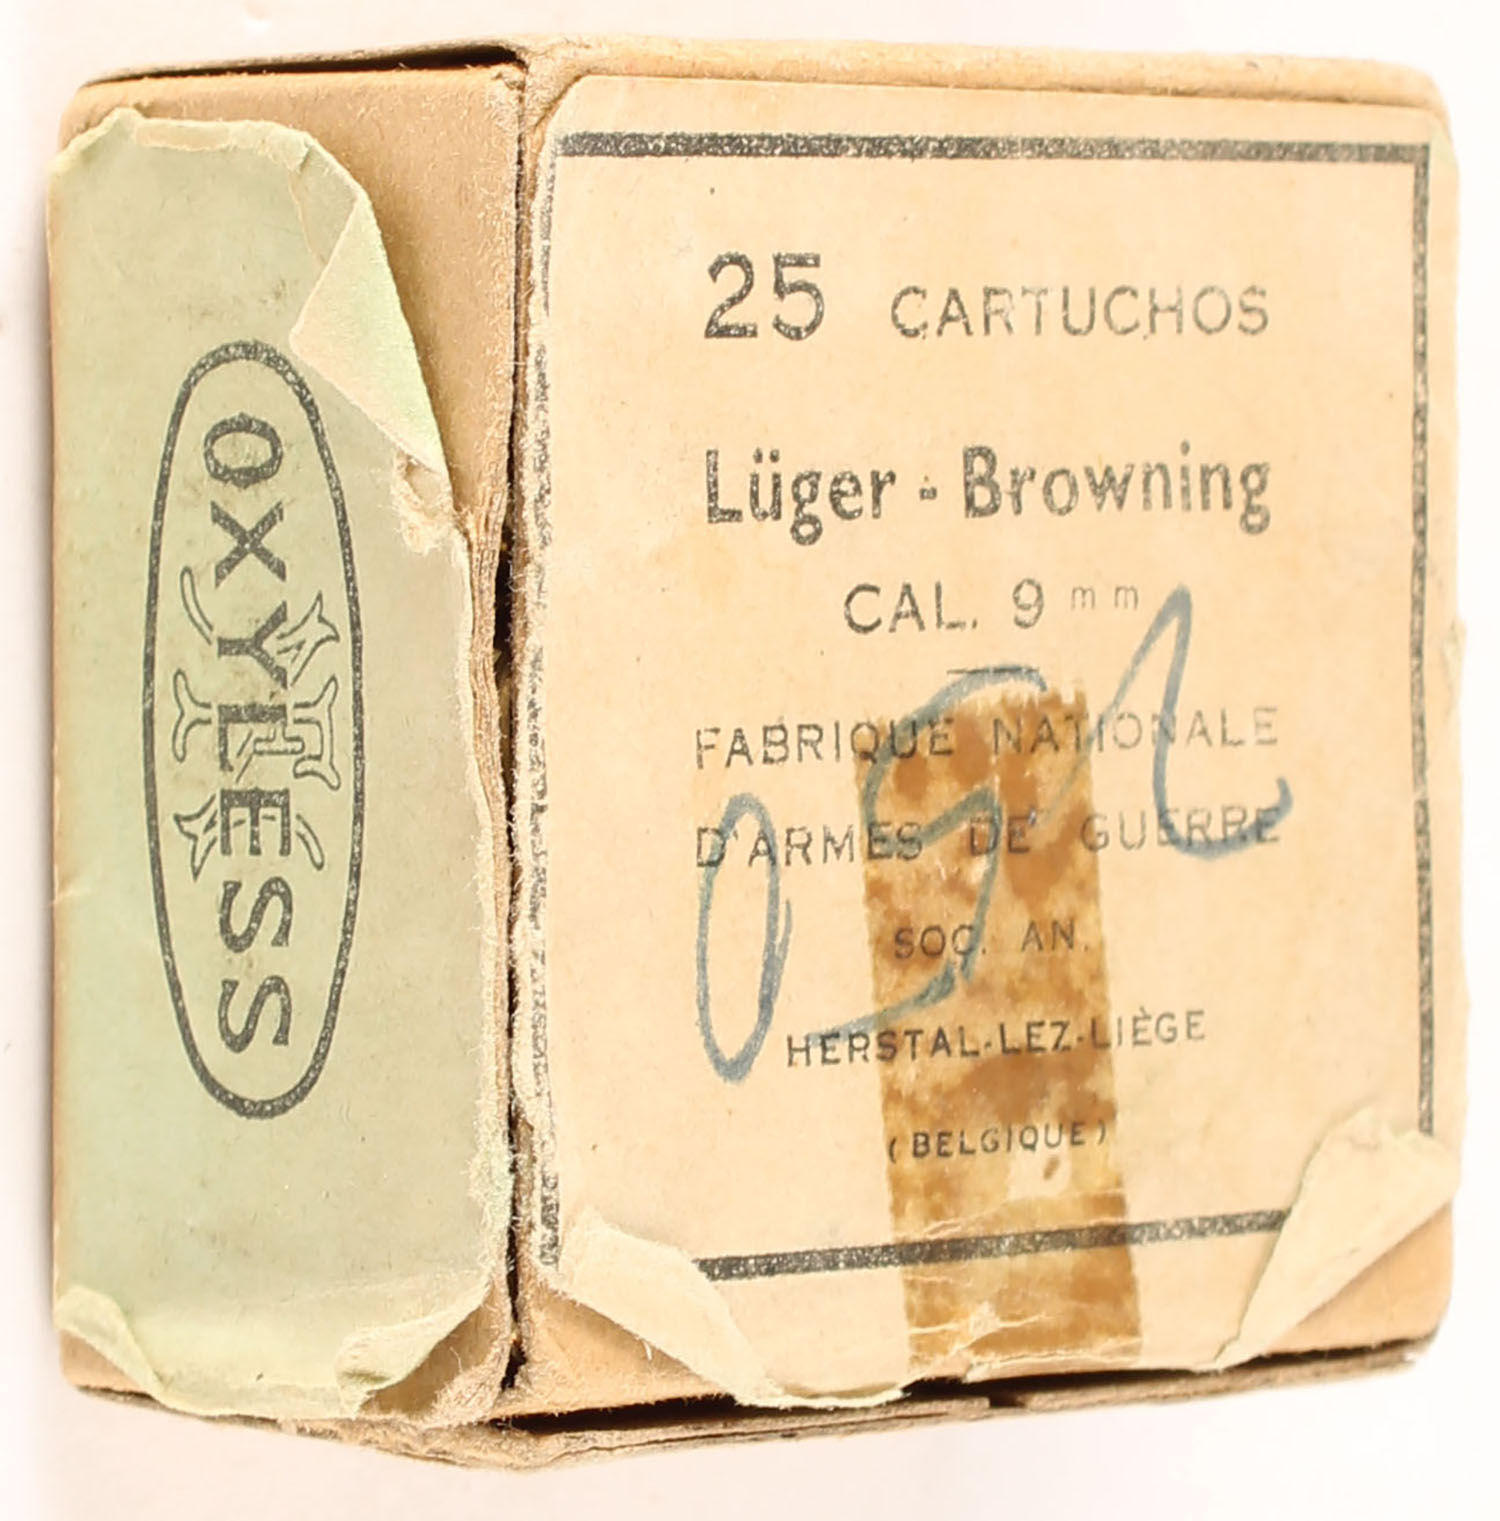 25 CARTUCHOS
Lüger - Browning
CAL. 9 mm
FABRIQUE NATIONALE
D'ARMES DE GUERRE
SOC. AN.
HERSTAL-LEZ-LIÈGE
(BELGIQUE)
OXYLESS